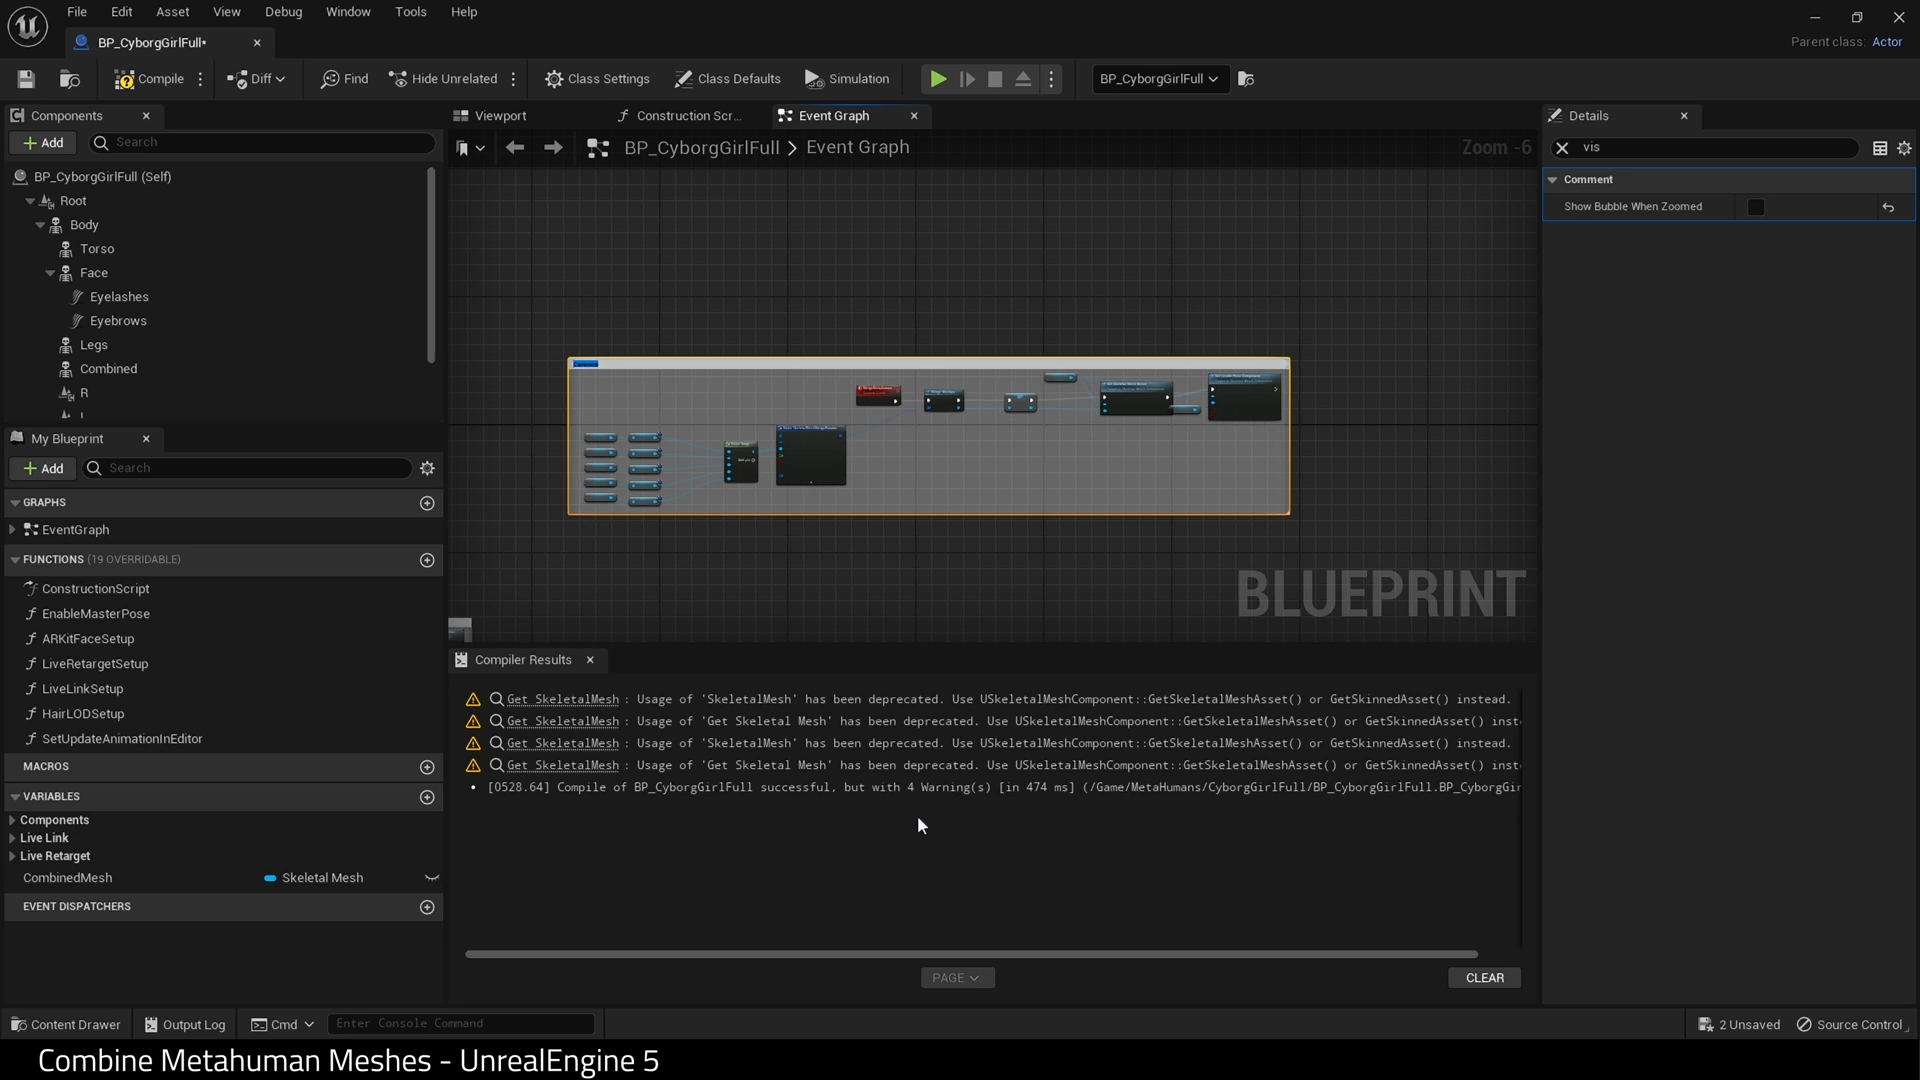 File Edit Asset View Debug Window Tools Help
BP_CyborgGirlFull*
Parent class: Actor
Compile Diff Find Hide Unrelated Class Settings Class Defaults Simulation BP_CyborgGirlFull
Components
Add Search
BP_CyborgGirlFull (Self)
Root
Body
Torso
Face
Eyelashes
Eyebrows
Legs
Combined
R
My Blueprint
Add Search
GRAPHS
EventGraph
FUNCTIONS (19 OVERRIDABLE)
ConstructionScript
EnableMasterPose
ARKitFaceSetup
LiveRetargetSetup
LiveLinkSetup
HairLODSetup
SetUpdateAnimationInEditor
MACROS
VARIABLES
Components
Live Link
Live Retarget
CombinedMesh Skeletal Mesh
EVENT DISPATCHERS
Viewport Construction Scr... Event Graph
BP_CyborgGirlFull > Event Graph
Zoom -6
BLUEPRINT
Compiler Results
Get SkeletalMesh : Usage of 'SkeletalMesh' has been deprecated. Use USkeletalMeshComponent::GetSkeletalMeshAsset() or GetSkinnedAsset() instead.
Get SkeletalMesh : Usage of 'Get Skeletal Mesh' has been deprecated. Use USkeletalMeshComponent::GetSkeletalMeshAsset() or GetSkinnedAsset() inste
Get SkeletalMesh : Usage of 'SkeletalMesh' has been deprecated. Use USkeletalMeshComponent::GetSkeletalMeshAsset() or GetSkinnedAsset() instead.
Get SkeletalMesh : Usage of 'Get Skeletal Mesh' has been deprecated. Use USkeletalMeshComponent::GetSkeletalMeshAsset() or GetSkinnedAsset() inste
[0528.64] Compile of BP_CyborgGirlFull successful, but with 4 Warning(s) [in 474 ms] (/Game/MetaHumans/CyborgGirlFull/BP_CyborgGirlFull.BP_CyborgGir
PAGE
CLEAR
Details
vis
Comment
Show Bubble When Zoomed
Content Drawer Output Log Cmd Enter Console Command 2 Unsaved Source Control
Combine Metahuman Meshes - UnrealEngine 5